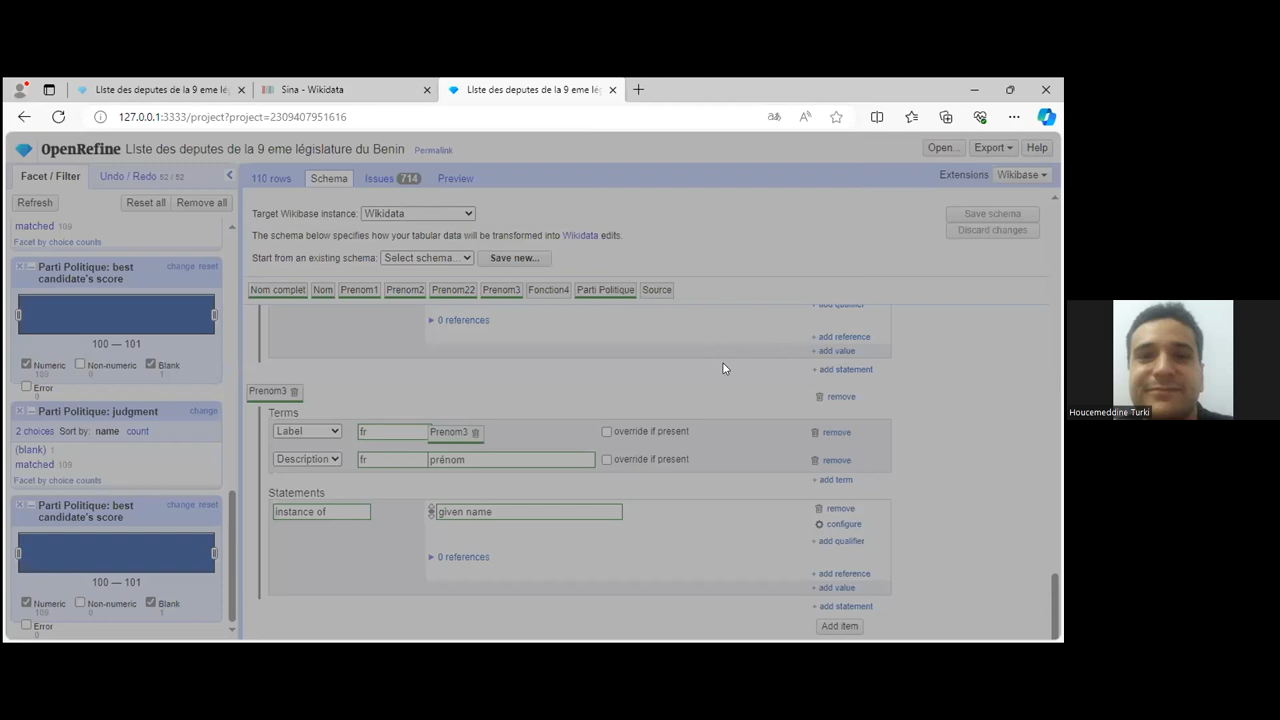 LIste des deputes de la 9 eme lég
Sina - Wikidata
LIste des deputes de la 9 eme lég
127.0.0.1:3333/project?project=2309407951616
OpenRefine LIste des deputes de la 9 eme législature du Benin Permalink
Open... Export Help
Facet / Filter Undo / Redo 52 / 52
110 rows Schema Issues 714 Preview
Extensions Wikibase
Refresh Reset all Remove all
matched 109
Facet by choice counts
Parti Politique: best candidate's score change reset
100 — 101
Numeric 109 Non-numeric 0 Blank 1
Error 0
Parti Politique: judgment change
2 choices Sort by: name count
(blank) 1
matched 109
Facet by choice counts
Parti Politique: best candidate's score change reset
100 — 101
Numeric 109 Non-numeric 0 Blank 1
Error 0
Target Wikibase instance: Wikidata
Save schema
The schema below specifies how your tabular data will be transformed into Wikidata edits.
Discard changes
Start from an existing schema: Select schema... Save new...
Nom complet Nom Prenom1 Prenom2 Prenom22 Prenom3 Fonction4 Parti Politique Source
+ add qualifier
0 references
+ add reference
+ add value
+ add statement
Prenom3
remove
Terms
Label fr Prenom3 override if present remove
Description fr prénom override if present remove
+ add term
Statements
instance of given name remove
configure
+ add qualifier
0 references
+ add reference
+ add value
+ add statement
Add item
Houcemeddine Turki